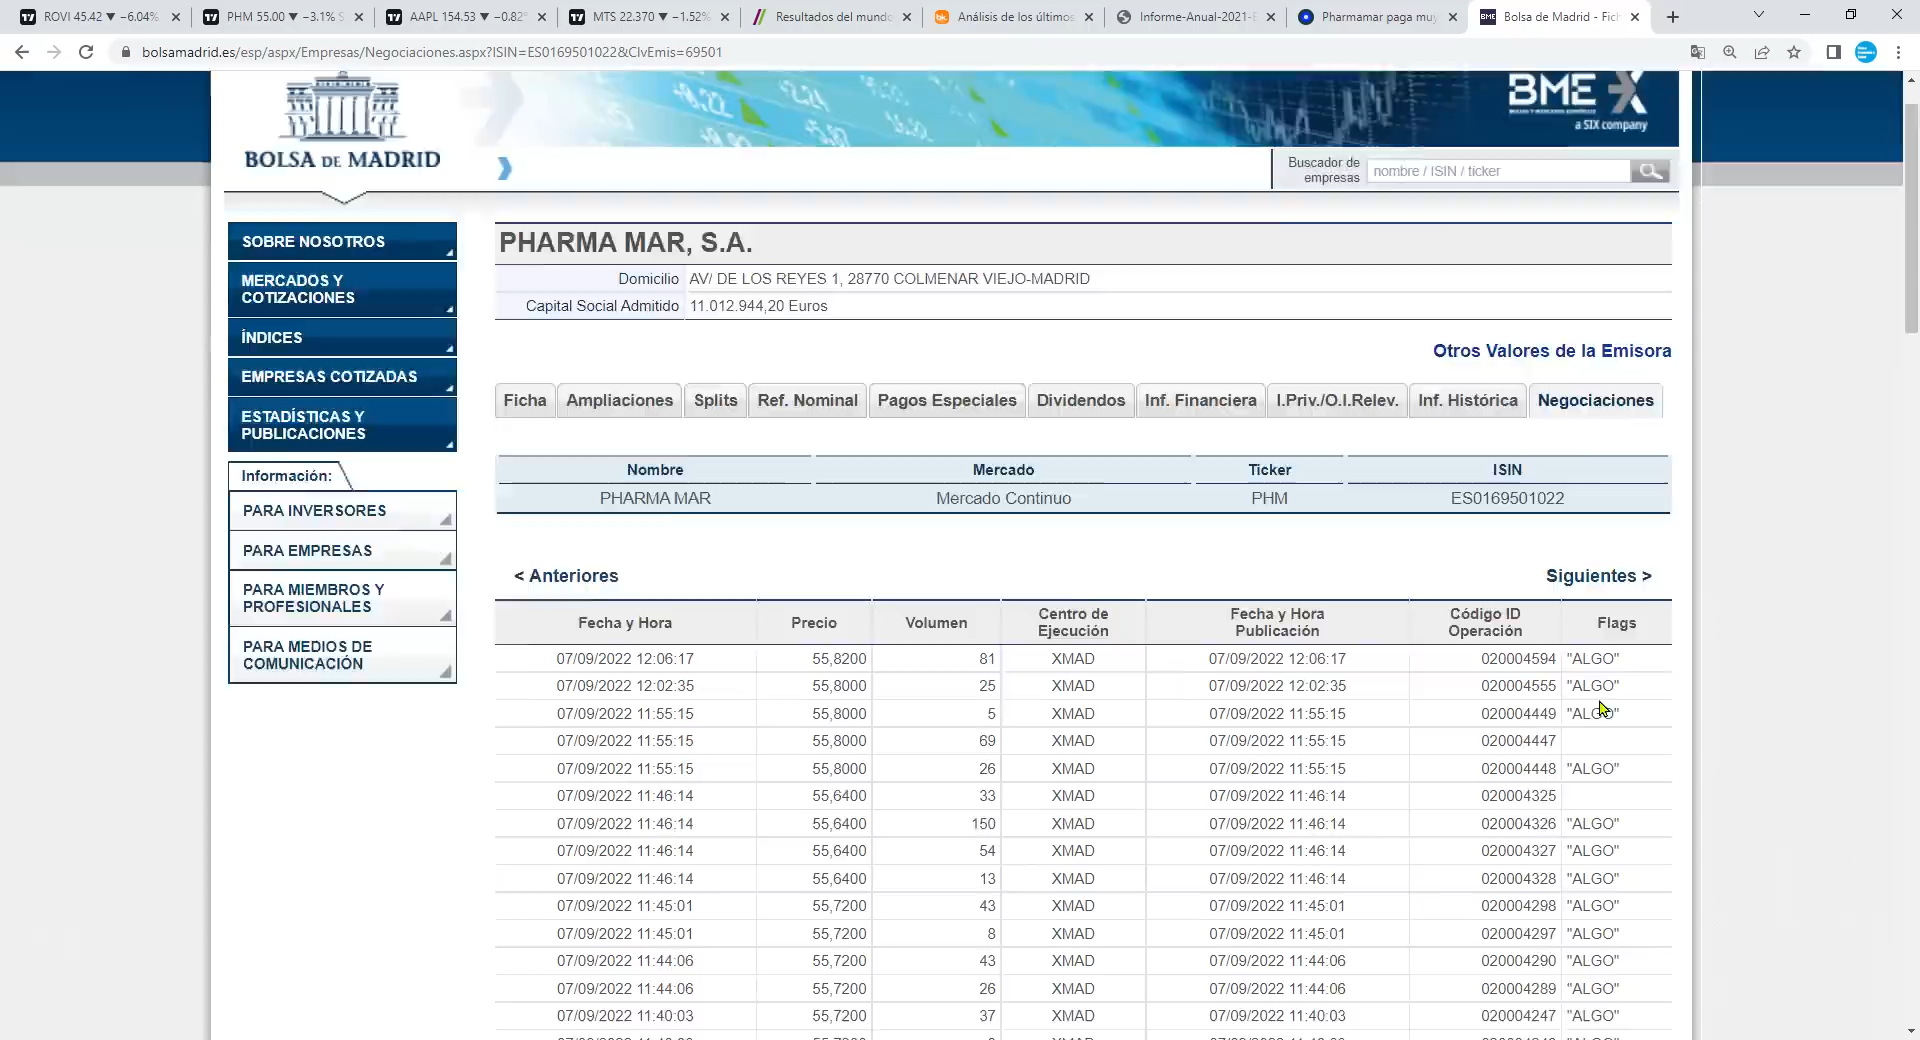 ROVI 45.42 ▼ −6.04%
PHM 55.00 ▼ −3.1%
AAPL 154.53 ▼ −0.82
MTS 22.370 ▼ −1.52%
Resultados del mundo
Análisis de los últimos
Informe-Anual-2021-
Pharmamar paga muy
Bolsa de Madrid - Fich
bolsamadrid.es/esp/aspx/Empresas/Negociaciones.aspx?ISIN=ES0169501022&ClvEmis=69501
BOLSA DE MADRID
BME X
a SIX company
Buscador de empresas
nombre / ISIN / ticker
SOBRE NOSOTROS
MERCADOS Y
COTIZACIONES
ÍNDICES
EMPRESAS COTIZADAS
ESTADÍSTICAS Y
PUBLICACIONES
Información:
PARA INVERSORES
PARA EMPRESAS
PARA MIEMBROS Y
PROFESIONALES
PARA MEDIOS DE
COMUNICACIÓN
PHARMA MAR, S.A.
Domicilio AV/ DE LOS REYES 1, 28770 COLMENAR VIEJO-MADRID
Capital Social Admitido 11.012.944,20 Euros
Otros Valores de la Emisora
Ficha Ampliaciones Splits Ref. Nominal Pagos Especiales Dividendos Inf. Financiera I.Priv./O.I.Relev. Inf. Histórica Negociaciones
Nombre Mercado Ticker ISIN
PHARMA MAR Mercado Continuo PHM ES0169501022
< Anteriores Siguientes >
Fecha y Hora Precio Volumen Centro de Ejecución Fecha y Hora Publicación Código ID Operación Flags
07/09/2022 12:06:17 55,8200 81 XMAD 07/09/2022 12:06:17 020004594 "ALGO"
07/09/2022 12:02:35 55,8000 25 XMAD 07/09/2022 12:02:35 020004555 "ALGO"
07/09/2022 11:55:15 55,8000 5 XMAD 07/09/2022 11:55:15 020004449 "ALGO"
07/09/2022 11:55:15 55,8000 69 XMAD 07/09/2022 11:55:15 020004447
07/09/2022 11:55:15 55,8000 26 XMAD 07/09/2022 11:55:15 020004448 "ALGO"
07/09/2022 11:46:14 55,6400 33 XMAD 07/09/2022 11:46:14 020004325
07/09/2022 11:46:14 55,6400 150 XMAD 07/09/2022 11:46:14 020004326 "ALGO"
07/09/2022 11:46:14 55,6400 54 XMAD 07/09/2022 11:46:14 020004327 "ALGO"
07/09/2022 11:46:14 55,6400 13 XMAD 07/09/2022 11:46:14 020004328 "ALGO"
07/09/2022 11:45:01 55,7200 43 XMAD 07/09/2022 11:45:01 020004298 "ALGO"
07/09/2022 11:45:01 55,7200 8 XMAD 07/09/2022 11:45:01 020004297 "ALGO"
07/09/2022 11:44:06 55,7200 43 XMAD 07/09/2022 11:44:06 020004290 "ALGO"
07/09/2022 11:44:06 55,7200 26 XMAD 07/09/2022 11:44:06 020004289 "ALGO"
07/09/2022 11:40:03 55,7200 37 XMAD 07/09/2022 11:40:03 020004247 "ALGO"